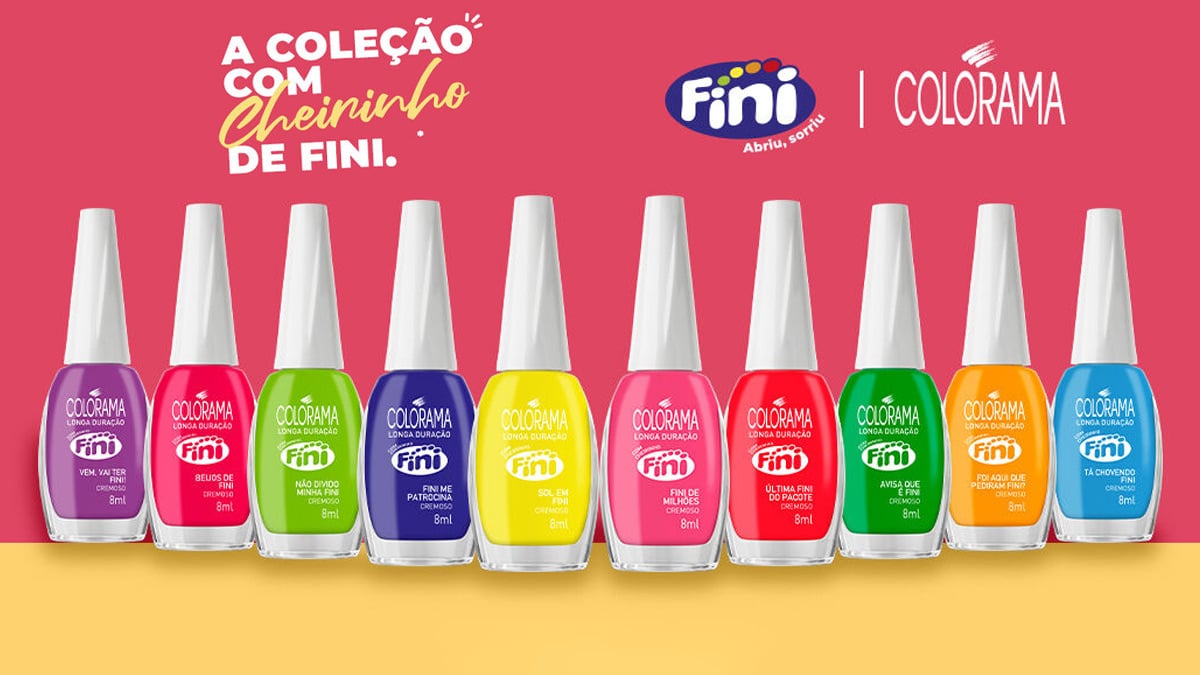 A COLEÇÃO
COM
Cheirinho
DE FINI.
Fini
Abriu, sorriu
COLORAMA
COLORAMA
LONGA DURAÇÃO
Fini
VEM. VAI TER
FINI!
CREMOSO
8ml
COLORAMA
LONGA DURAÇÃO
Fini
BEIJOS DE
FINI
CREMOSO
8ml
COLORAMA
LONGA DURAÇÃO
Fini
NÃO DIVIDO
MINHA FINI
CREMOSO
8ml
COLORAMA
LONGA DURAÇÃO
Fini
FINI ME
PATROCINA
CREMOSO
8ml
COLORAMA
LONGA DURAÇÃO
Fini
SOL EM
FINI
CREMOSO
8ml
COLORAMA
LONGA DURAÇÃO
Fini
FINI DE
MILHÕES
CREMOSO
8ml
COLORAMA
LONGA DURAÇÃO
Fini
ÚLTIMA FINI
DO PACOTE
CREMOSO
8ml
COLORAMA
LONGA DURAÇÃO
Fini
AVISA QUE
É FINI
CREMOSO
8ml
COLORAMA
LONGA DURAÇÃO
Fini
FOI AQUI QUE
PEDIRAM FINI?
CREMOSO
8ml
COLORAMA
LONGA DURAÇÃO
Fini
TÁ CHOVENDO
FINI
CREMOSO
8ml